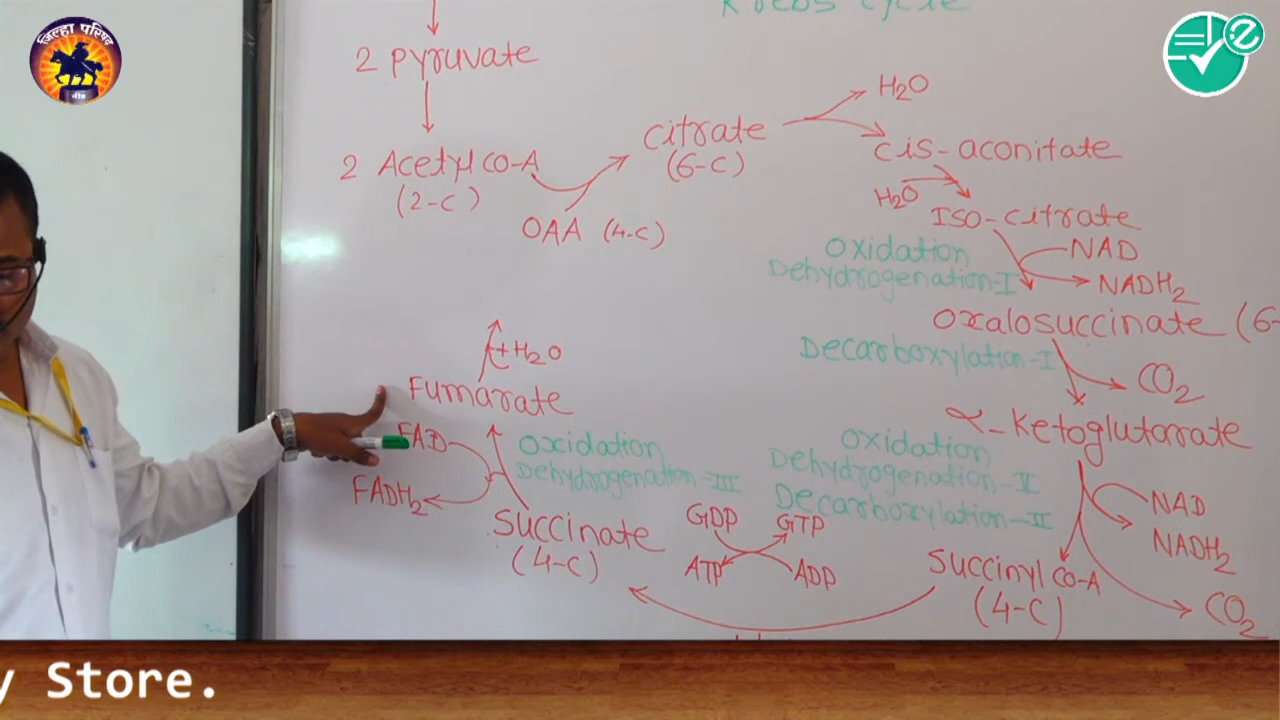 जिल्हा परिषद
बीड
Krebs cycle
2 Pyruvate
2 Acetyl Co-A
(2-C)
OAA (4-C)
Citrate
(6-C)
H2O
Cis-aconitate
H2O
ISO-citrate
NAD
NADH2
Oxidation
Dehydrogenation-I
Oxalosuccinate (6-
Decarboxylation-I
CO2
α-Ketoglutarrate
Oxidation
Dehydrogenation-II
Decarboxylation-II
NAD
NADH2
CO2
Succinyl Co-A
(4-C)
GDP
GTP
ATP
ADP
Succinate
(4-C)
Oxidation
Dehydrogenation-III
FAD
FADH2
Fumarate
+H2O
y Store.